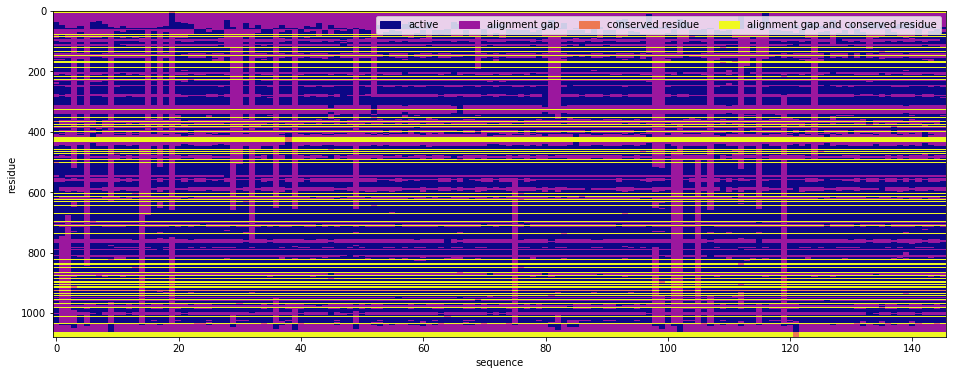 active alignment gap conserved residue alignment gap and conserved residue
0
200
400
600
800
1000
residue
0 20 40 60 80 100 120 140
sequence